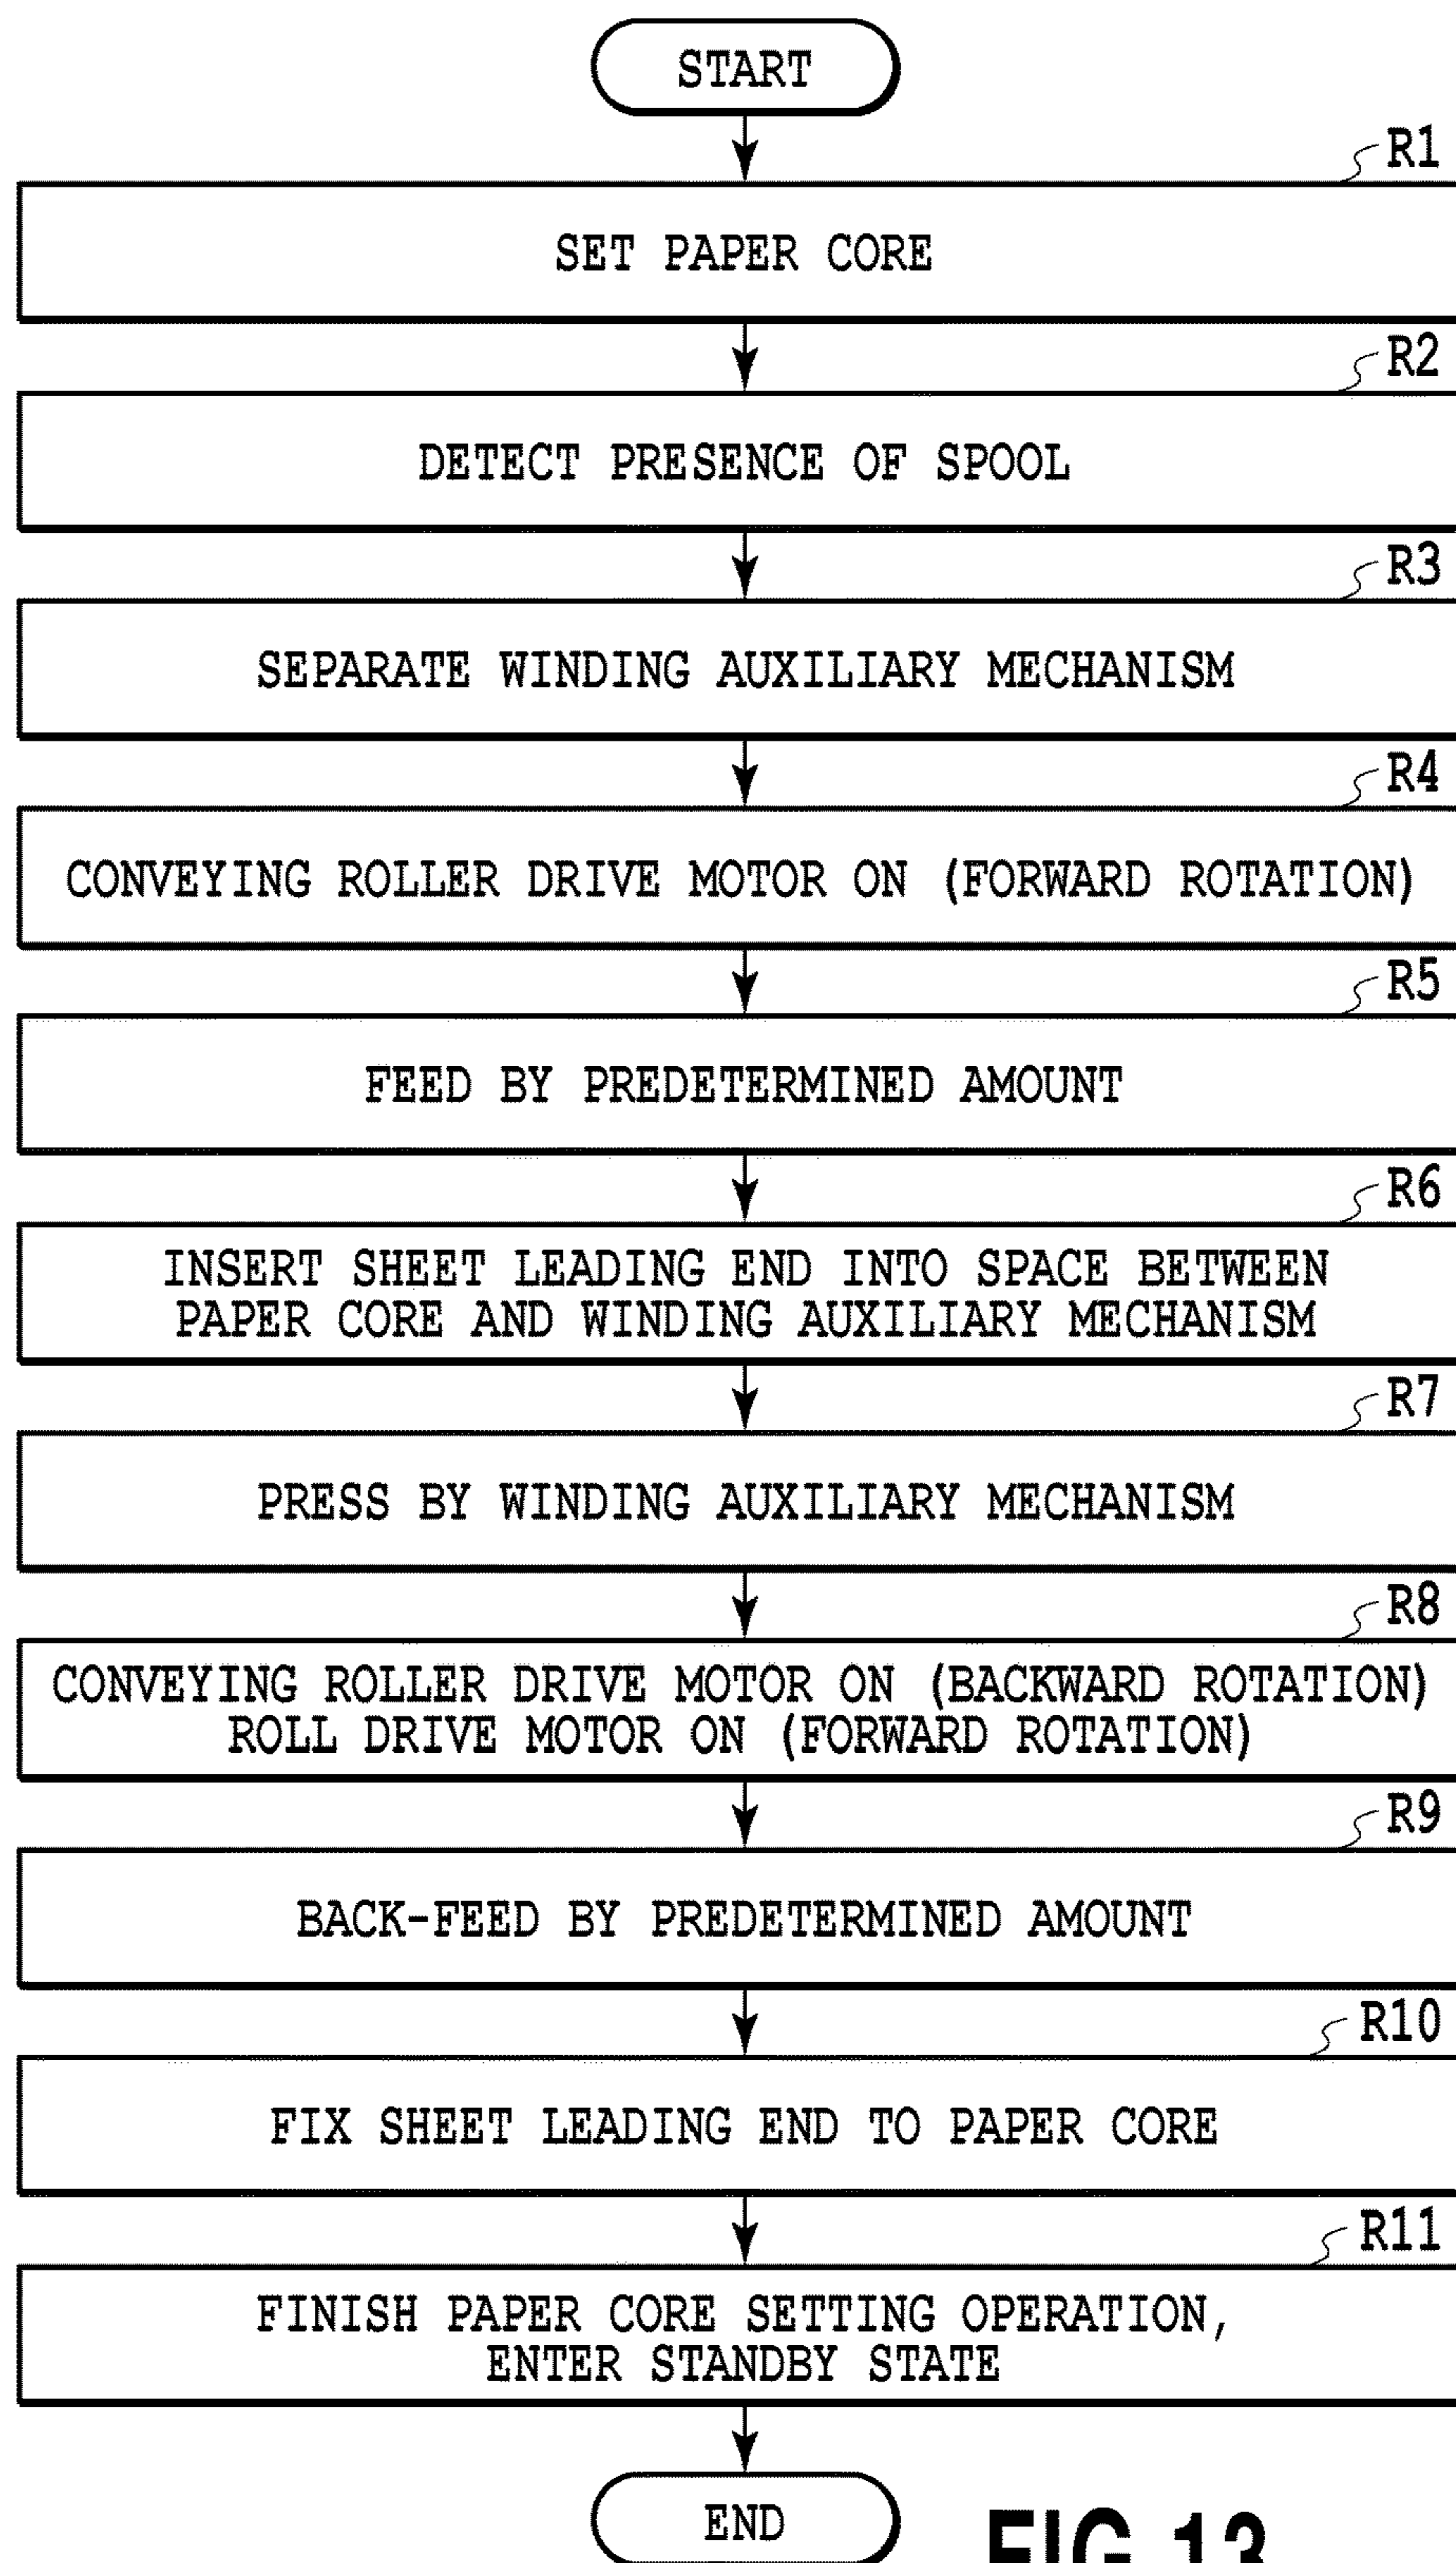 START
R1
SET PAPER CORE
R2
DETECT PRESENCE OF SPOOL
R3
SEPARATE WINDING AUXILIARY MECHANISM
R4
CONVEYING ROLLER DRIVE MOTOR ON (FORWARD ROTATION)
R5
FEED BY PREDETERMINED AMOUNT
R6
INSERT SHEET LEADING END INTO SPACE BETWEEN
PAPER CORE AND WINDING AUXILIARY MECHANISM
R7
PRESS BY WINDING AUXILIARY MECHANISM
R8
CONVEYING ROLLER DRIVE MOTOR ON (BACKWARD ROTATION)
ROLL DRIVE MOTOR ON (FORWARD ROTATION)
R9
BACK-FEED BY PREDETERMINED AMOUNT
R10
FIX SHEET LEADING END TO PAPER CORE
R11
FINISH PAPER CORE SETTING OPERATION,
ENTER STANDBY STATE
END
FIG.13